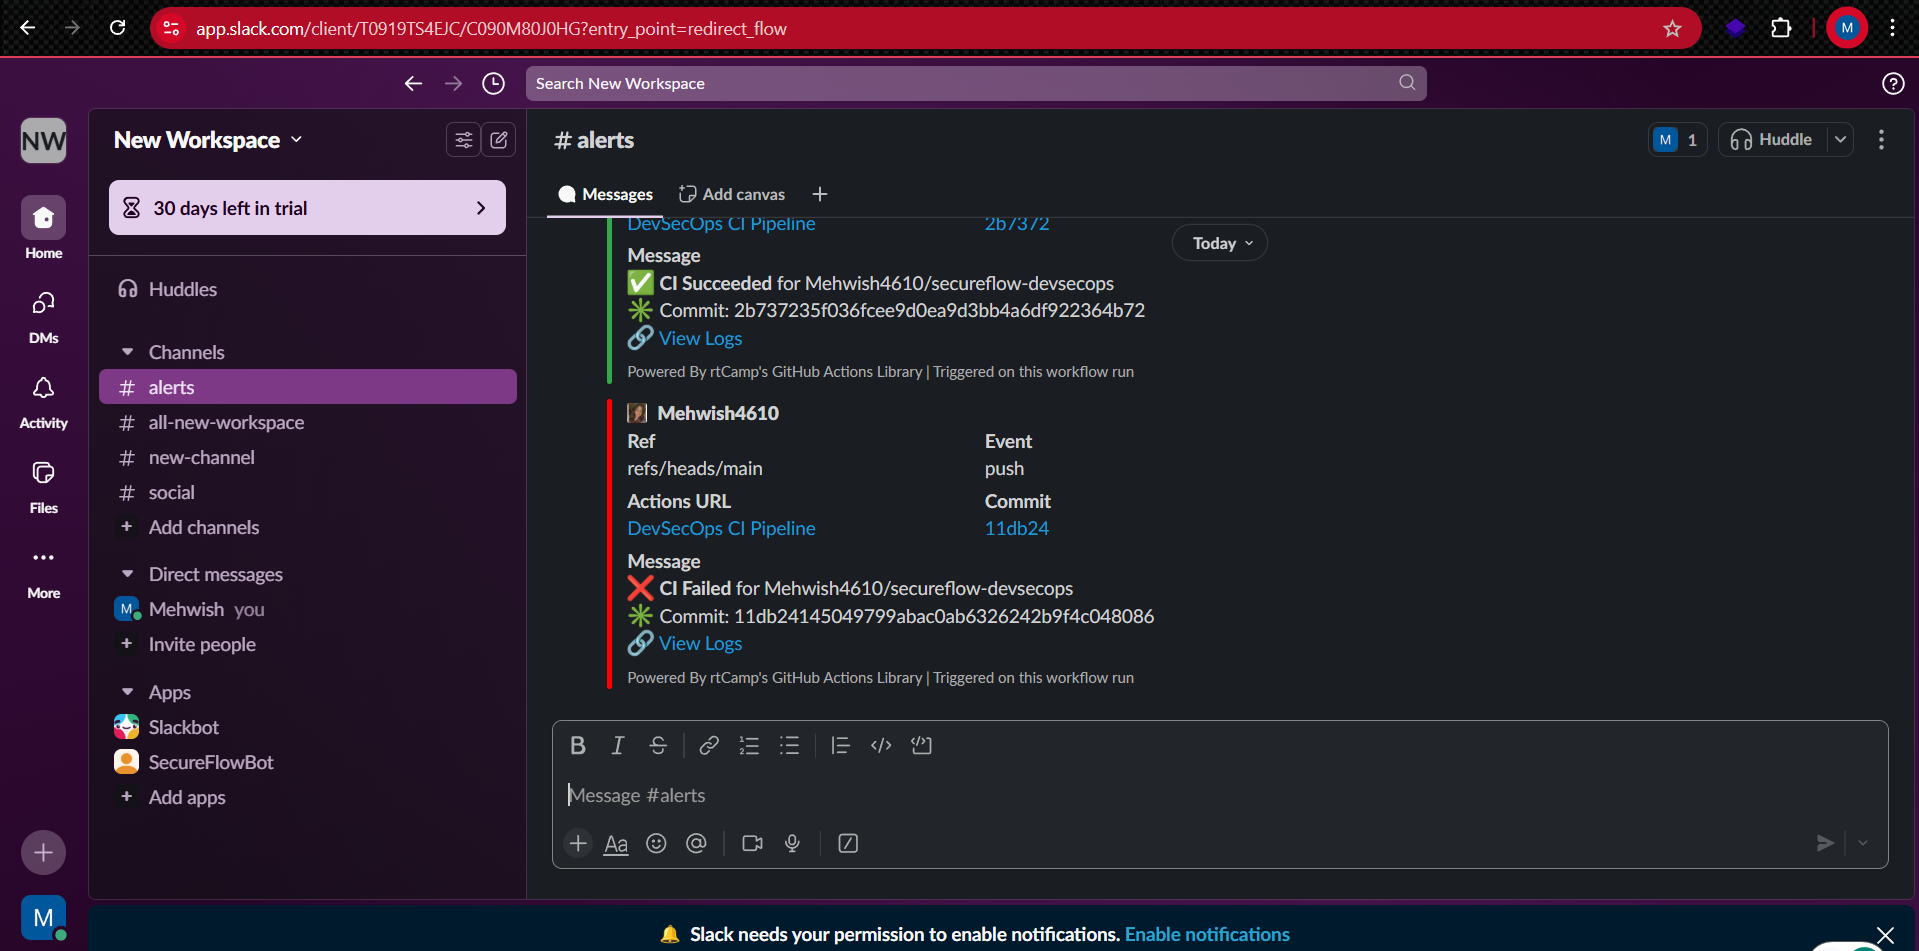 app.slack.com/client/T0919TS4EJC/C090M80J0HG?entry_point=redirect_flow
M
Search New Workspace
NW
New Workspace
30 days left in trial
Home
DMs
Activity
Files
More
Huddles
Channels
# alerts
# all-new-workspace
# new-channel
# social
+ Add channels
Direct messages
M Mehwish you
+ Invite people
Apps
Slackbot
SecureFlowBot
+ Add apps
M
# alerts
M 1
Huddle
Messages
Add canvas
DevSecOps CI Pipeline 2b7372
Today
Message
✅ CI Succeeded for Mehwish4610/secureflow-devsecops
✳️ Commit: 2b737235f036fcee9d0ea9d3bb4a6df922364b72
🔗 View Logs
Powered By rtCamp's GitHub Actions Library | Triggered on this workflow run
Mehwish4610
Ref Event
refs/heads/main push
Actions URL Commit
DevSecOps CI Pipeline 11db24
Message
❌ CI Failed for Mehwish4610/secureflow-devsecops
✳️ Commit: 11db24145049799abac0ab6326242b9f4c048086
🔗 View Logs
Powered By rtCamp's GitHub Actions Library | Triggered on this workflow run
B I S
Message #alerts
Aa
🔔 Slack needs your permission to enable notifications. Enable notifications